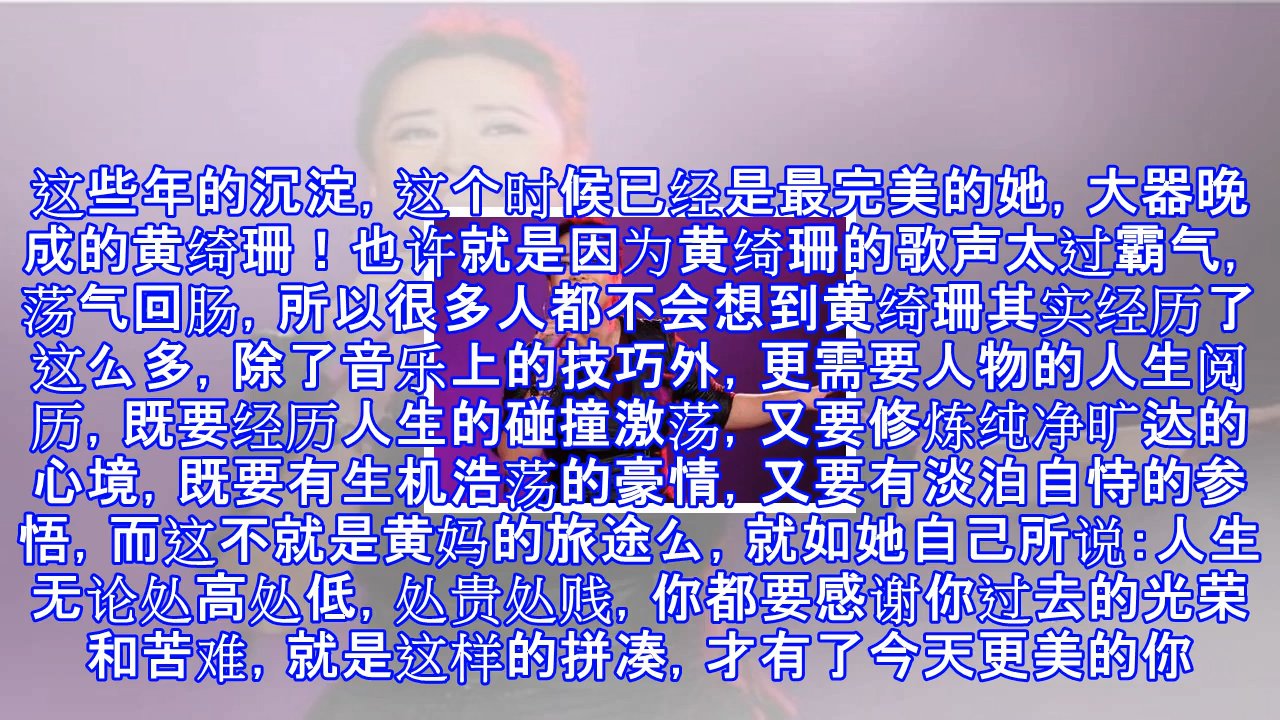 这些年的沉淀, 这个时候已经是最完美的她, 大器晚
成的黄绮珊！也许就是因为黄绮珊的歌声太过霸气,
荡气回肠, 所以很多人都不会想到黄绮珊其实经历了
这么多, 除了音乐上的技巧外, 更需要人物的人生阅
历, 既要经历人生的碰撞激荡, 又要修炼纯净旷达的
心境, 既要有生机浩荡的豪情, 又要有淡泊自恃的参
悟, 而这不就是黄妈的旅途么, 就如她自己所说:人生
无论处高处低, 处贵处贱, 你都要感谢你过去的光荣
和苦难, 就是这样的拼凑, 才有了今天更美的你